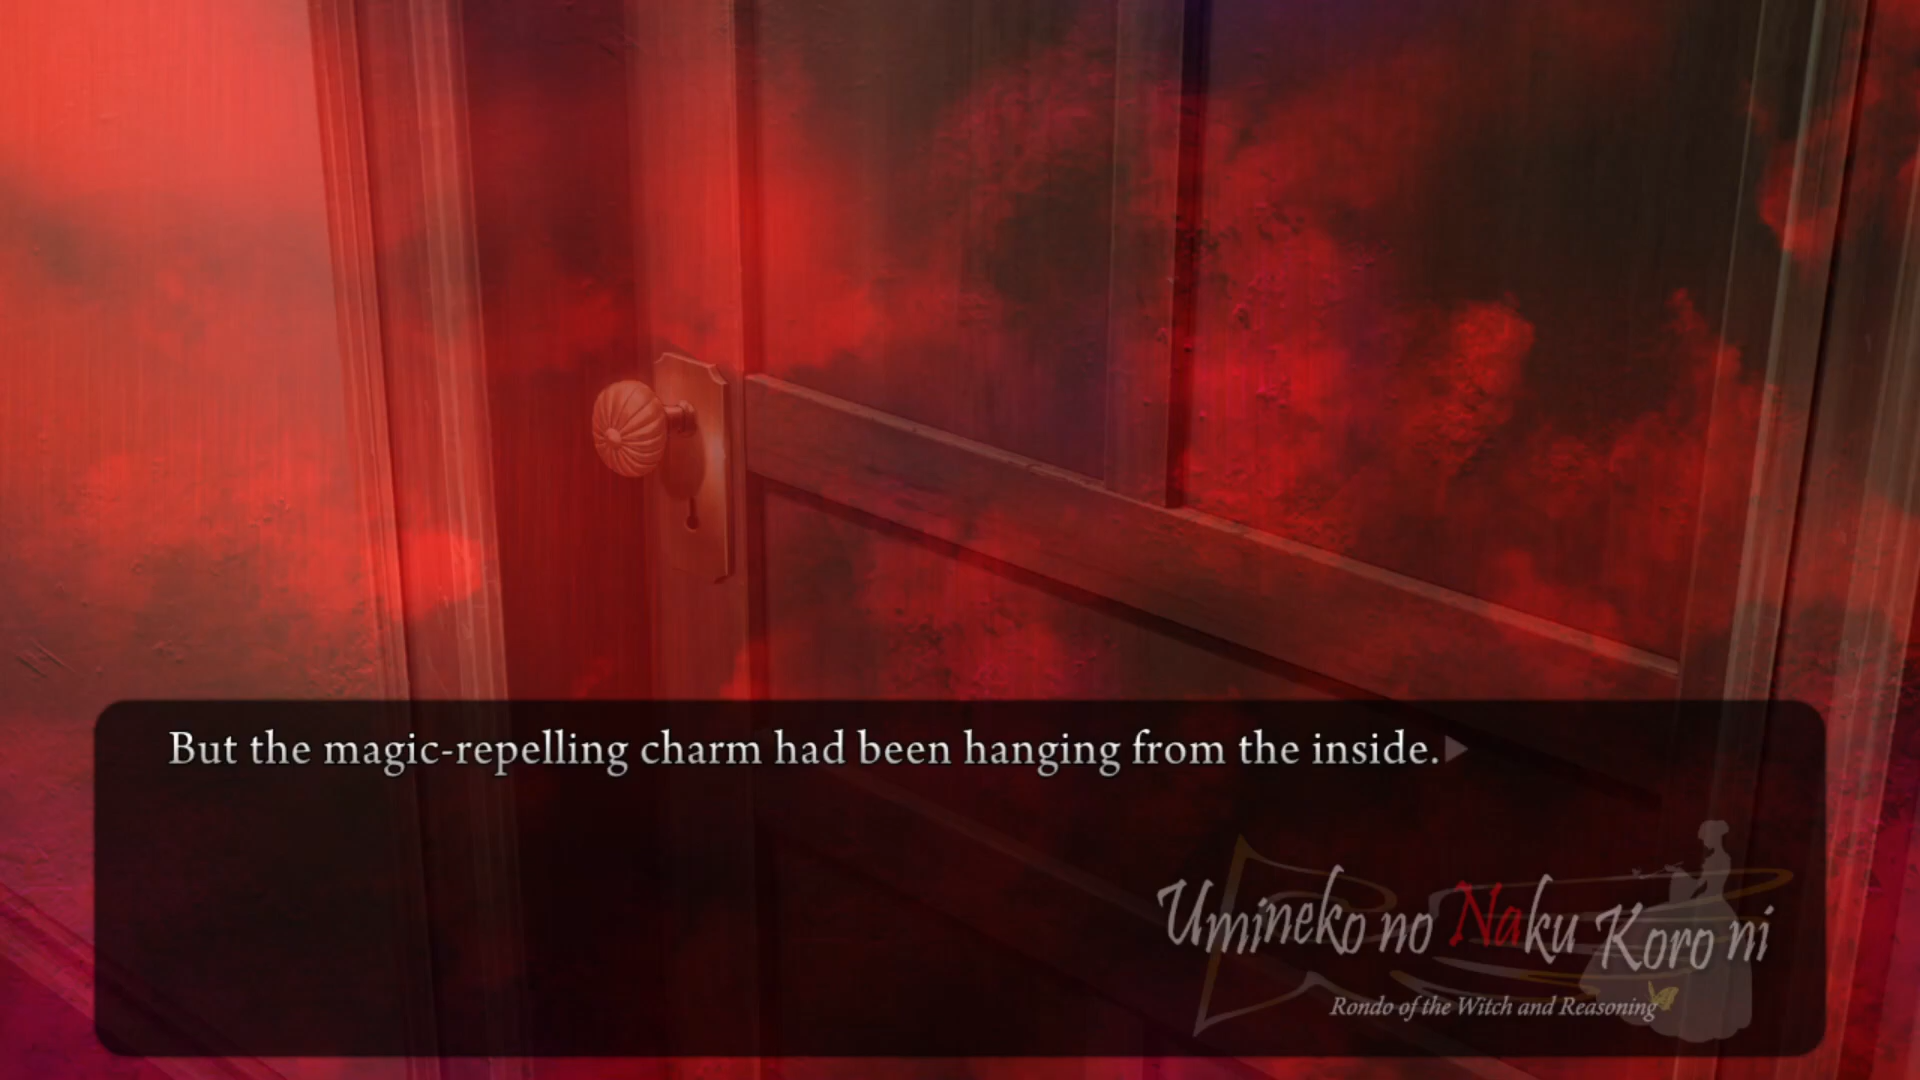 But the magic-repelling charm had been hanging from the inside.
Umineko no Naku Koro ni
Rondo of the Witch and Reasoning